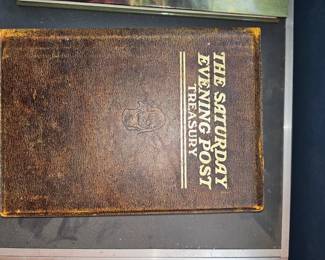 THE SATURDAY
EVENING POST
TREASURY